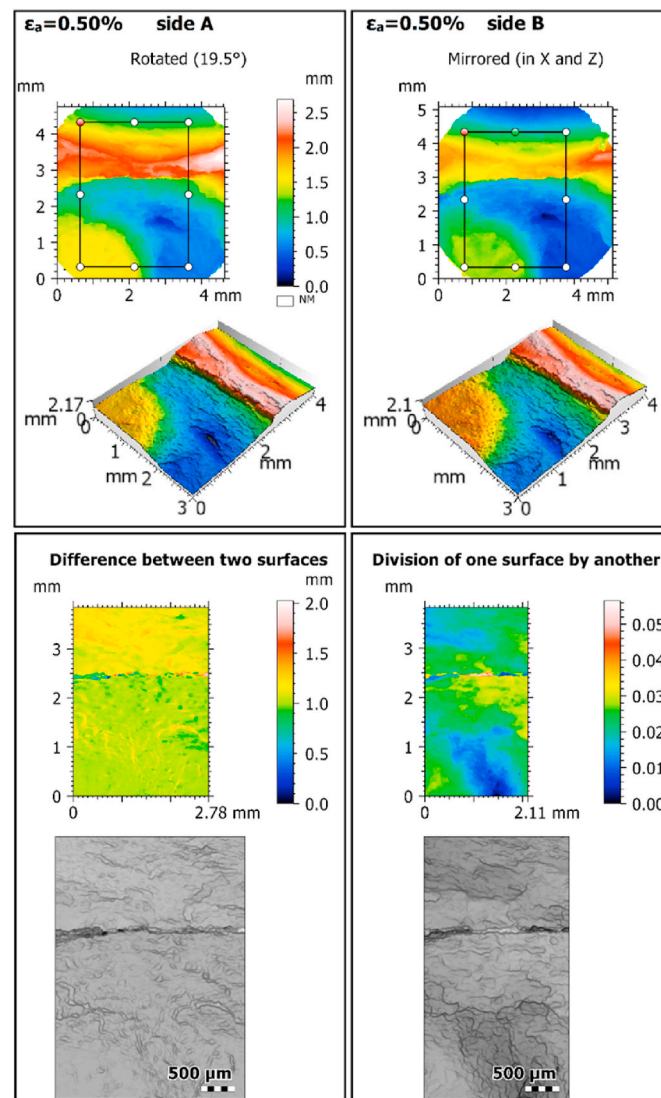 εₐ=0.50% side A
Rotated (19.5°)
mm
mm
4
3
2
1
0
0 2 4 mm
2.5
2.0
1.5
1.0
0.5
0.0
NM
2.17
mm
0
0
1
mm
2
3
0
2
mm
4
εₐ=0.50% side B
Mirrored (in X and Z)
mm
5
4
3
2
1
0
0 2 4 mm
2.1
mm
0
0
1
mm
2
3
0
1
2
mm
3
4
Difference between two surfaces
mm
mm
3
2
1
0
0 2.78 mm
2.0
1.5
1.0
0.5
0.0
500 µm
Division of one surface by another
mm
3
2
1
0
0 2.11 mm
0.05
0.04
0.03
0.02
0.01
0.00
500 µm